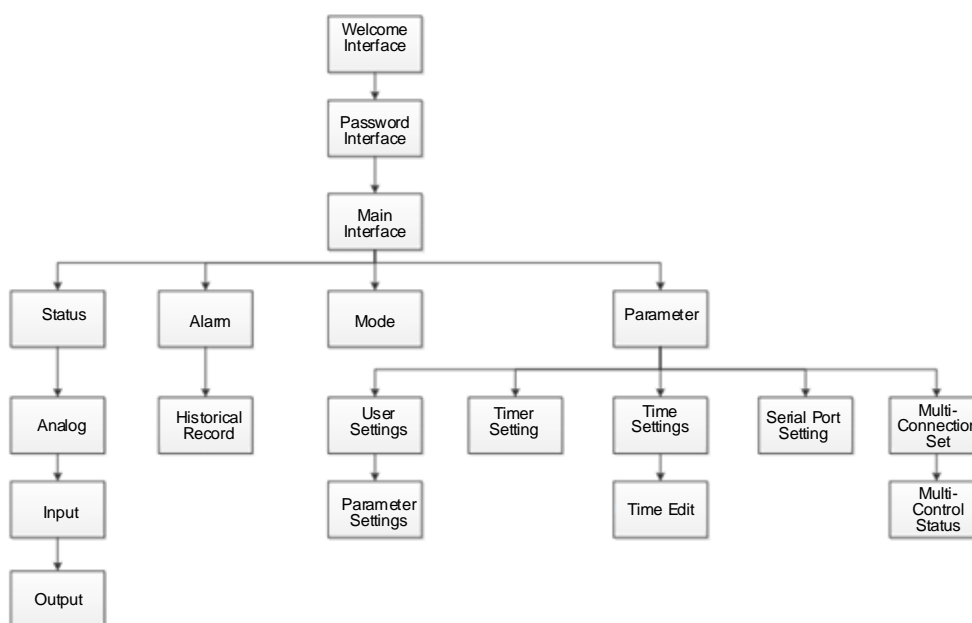 Welcome
Interface
Password
Interface
Main
Interface
Status
Alarm
Mode
Parameter
Analog
Historical
Record
User
Settings
Timer
Setting
Time
Settings
Serial Port
Setting
Multi-
Connection
Set
Input
Parameter
Settings
Time Edit
Multi-
Control
Status
Output